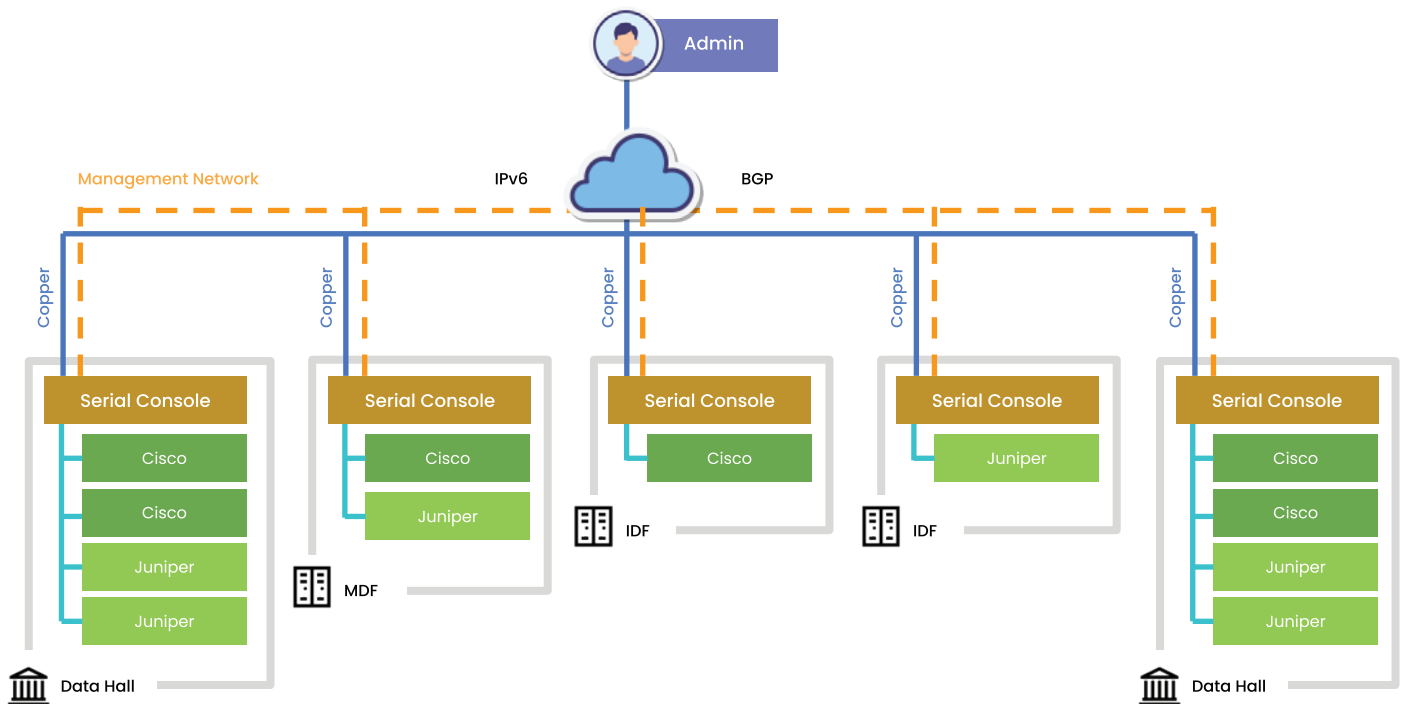 Admin
Management Network
IPv6
BGP
Copper
Copper
Copper
Copper
Copper
Serial Console
Cisco
Cisco
Juniper
Juniper
Data Hall
Serial Console
Cisco
Juniper
MDF
Serial Console
Cisco
IDF
Serial Console
Juniper
IDF
Serial Console
Cisco
Cisco
Juniper
Juniper
Data Hall